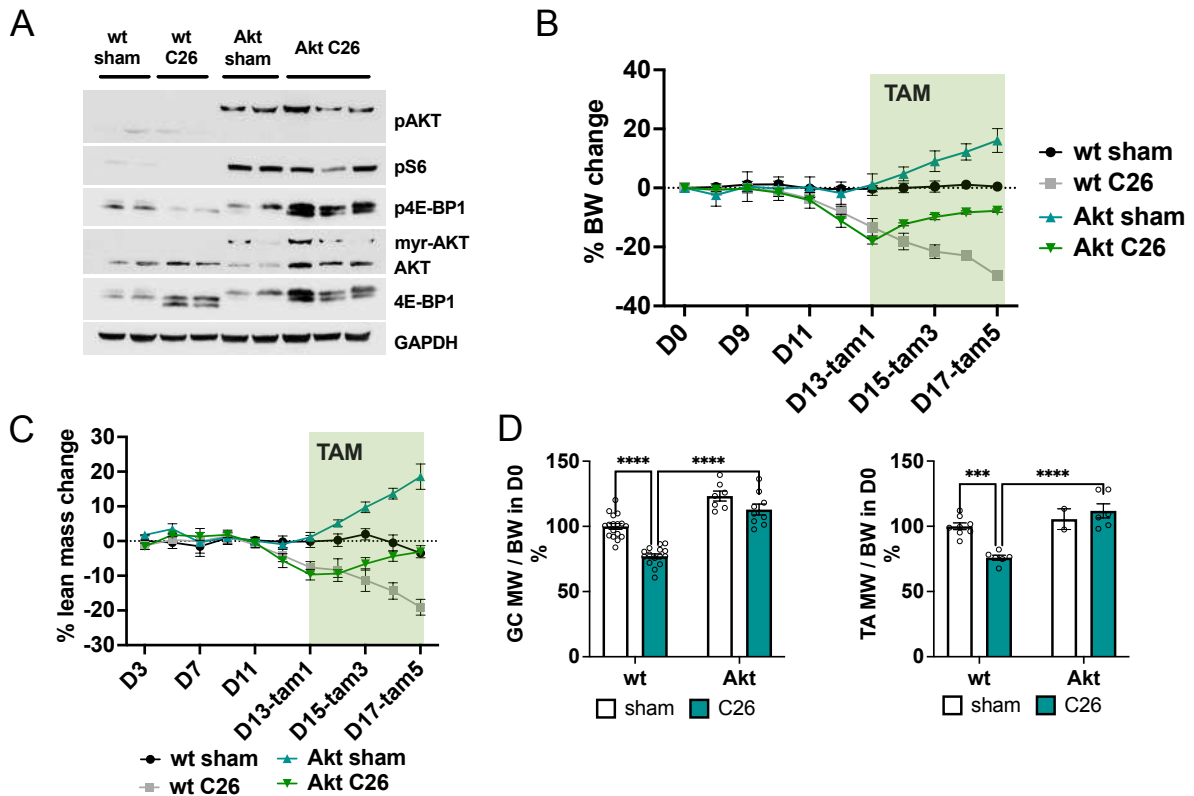 A
wt sham
wt C26
Akt sham
Akt C26
pAKT
pS6
p4E-BP1
myr-AKT
AKT
4E-BP1
GAPDH
B
% BW change
40
20
0
-20
-40
TAM
D0
D9
D11
D13-tam1
D15-tam3
D17-tam5
wt sham
wt C26
Akt sham
Akt C26
C
% lean mass change
30
20
10
0
-10
-20
-30
TAM
D3
D7
D11
D13-tam1
D15-tam3
D17-tam5
wt sham
Akt sham
wt C26
Akt C26
D
GC MW / BW in D0
%
150
100
50
0
****
****
wt
Akt
sham
C26
TA MW / BW in D0
%
150
100
50
0
***
****
wt
Akt
sham
C26